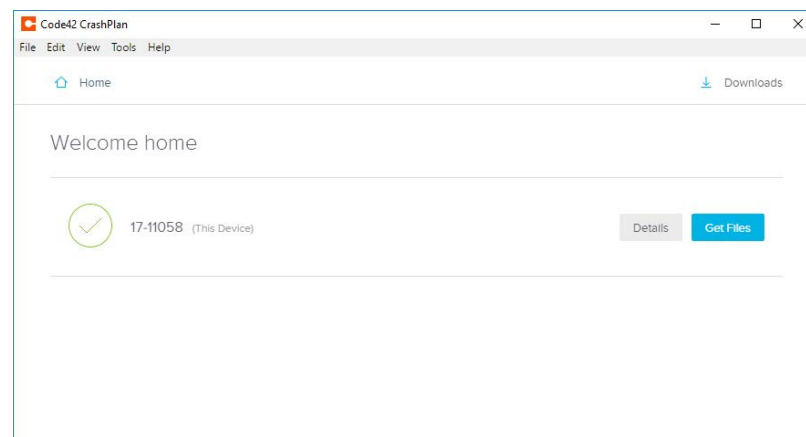 Code42 CrashPlan
File Edit View Tools Help
Home Downloads
Welcome home
17-11058 (This Device) Details Get Files